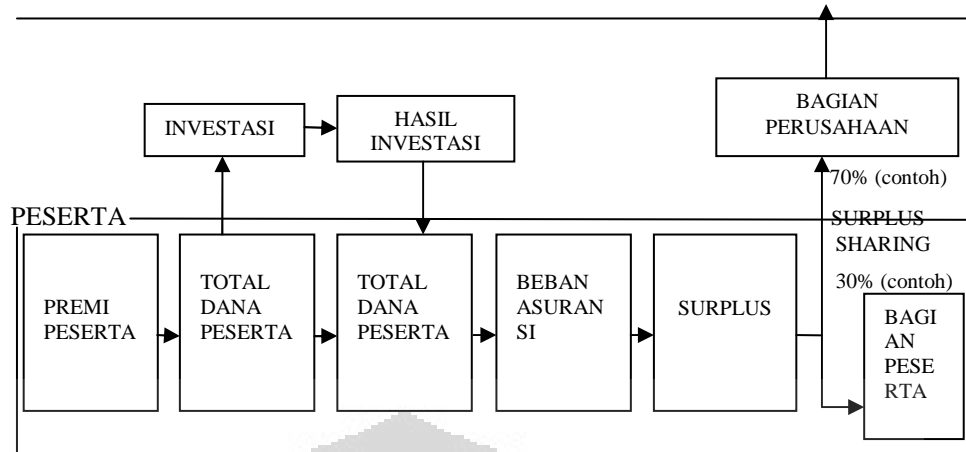 INVESTASI
HASIL
INVESTASI
BAGIAN
PERUSAHAAN
70% (contoh)
PESERTA
SURPLUS
SHARING
30% (contoh)
PREMI
PESERTA
TOTAL
DANA
PESERTA
TOTAL
DANA
PESERTA
BEBAN
ASURAN
SI
SURPLUS
BAGI
AN
PESE
RTA